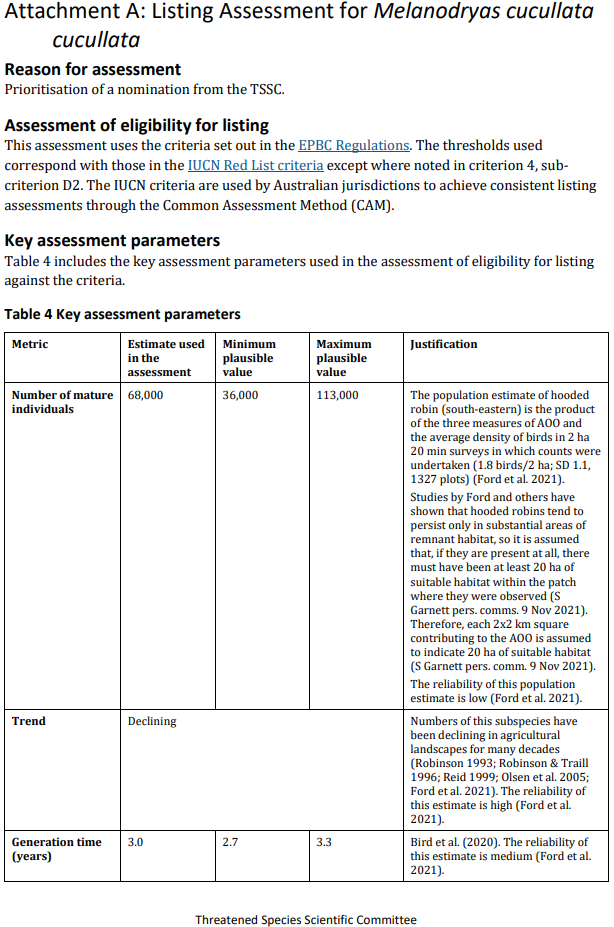 Attachment A: Listing Assessment for Melanodryas cucullata
cucullata
Reason for assessment
Prioritisation of a nomination from the TSSC.
Assessment of eligibility for listing
This assessment uses the criteria set out in the EPBC Regulations. The thresholds used
correspond with those in the IUCN Red List criteria except where noted in criterion 4, sub-
criterion D2. The IUCN criteria are used by Australian jurisdictions to achieve consistent listing
assessments through the Common Assessment Method (CAM).
Key assessment parameters
Table 4 includes the key assessment parameters used in the assessment of eligibility for listing
against the criteria.
Table 4 Key assessment parameters
Metric
Estimate used
in the
assessment
Minimum
plausible
value
Maximum
plausible
value
Justification
Number of mature
individuals
68,000
36,000
113,000
The population estimate of hooded
robin (south-eastern) is the product
of the three measures of AOO and
the average density of birds in 2 ha
20 min surveys in which counts were
undertaken (1.8 birds/2 ha; SD 1.1,
1327 plots) (Ford et al. 2021).
Studies by Ford and others have
shown that hooded robins tend to
persist only in substantial areas of
remnant habitat, so it is assumed
that, if they are present at all, there
must have been at least 20 ha of
suitable habitat within the patch
where they were observed (S
Garnett pers. comms. 9 Nov 2021).
Therefore, each 2x2 km square
contributing to the AOO is assumed
to indicate 20 ha of suitable habitat
(S Garnett pers. comm. 9 Nov 2021).
The reliability of this population
estimate is low (Ford et al. 2021).
Trend
Declining
Numbers of this subspecies have
been declining in agricultural
landscapes for many decades
(Robinson 1993; Robinson & Traill
1996; Reid 1999; Olsen et al. 2005;
Ford et al. 2021). The reliability of
this estimate is high (Ford et al.
2021).
Generation time
(years)
3.0
2.7
3.3
Bird et al. (2020). The reliability of
this estimate is medium (Ford et al.
2021).
Threatened Species Scientific Committee